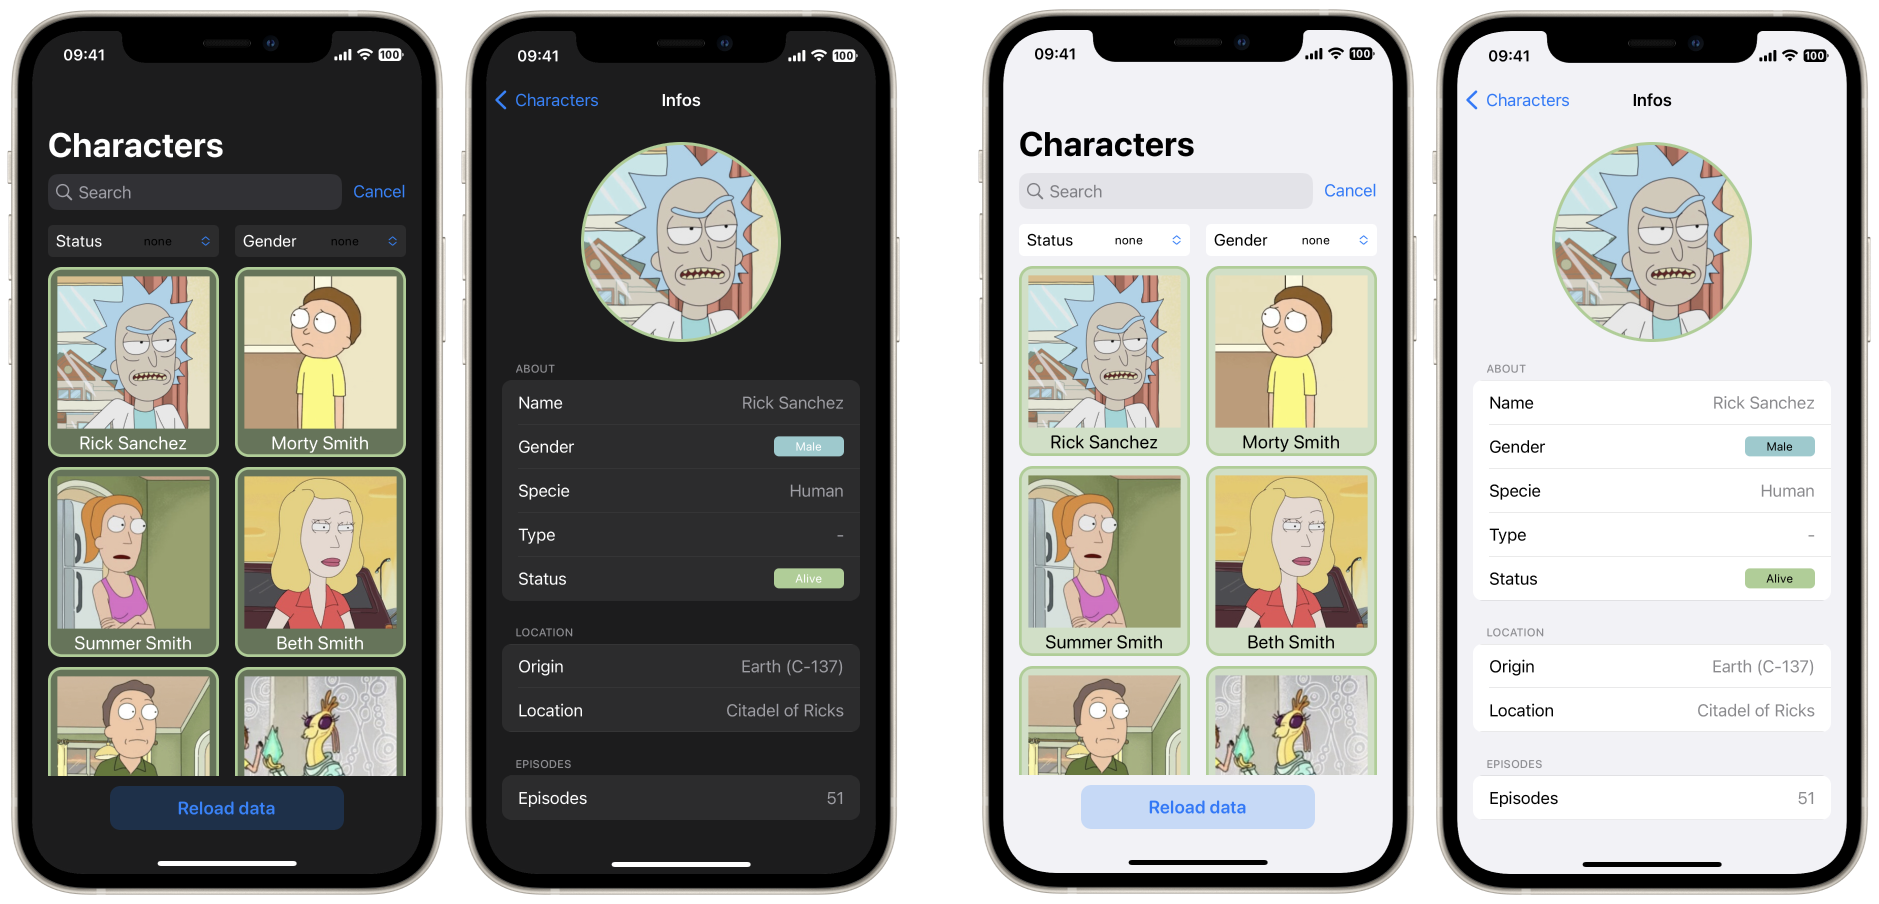 09:41
100
Characters
Search
Cancel
Status none
Gender none
Rick Sanchez
Morty Smith
Summer Smith
Beth Smith
Reload data
09:41
100
Characters
Infos
ABOUT
Name Rick Sanchez
Gender Male
Specie Human
Type -
Status Alive
LOCATION
Origin Earth (C-137)
Location Citadel of Ricks
EPISODES
Episodes 51
09:41
100
Characters
Search
Cancel
Status none
Gender none
Rick Sanchez
Morty Smith
Summer Smith
Beth Smith
Reload data
09:41
100
Characters
Infos
ABOUT
Name Rick Sanchez
Gender Male
Specie Human
Type -
Status Alive
LOCATION
Origin Earth (C-137)
Location Citadel of Ricks
EPISODES
Episodes 51